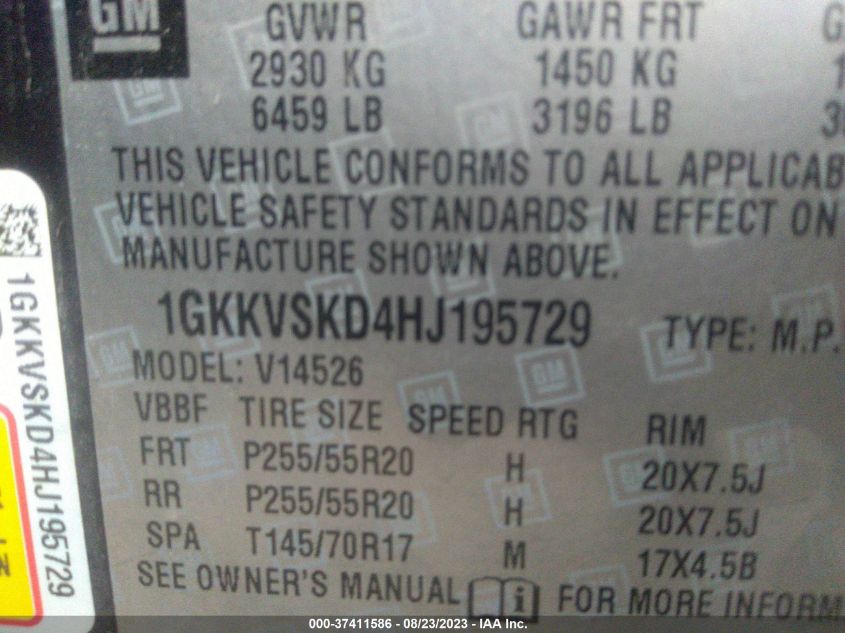 GM
GVWR GAWR FRT G
2930 KG 1450 KG 1
6459 LB 3196 LB
THIS VEHICLE CONFORMS TO ALL APPLICAB
VEHICLE SAFETY STANDARDS IN EFFECT ON
MANUFACTURE SHOWN ABOVE.
1GKKVSKD4HJ195729 TYPE: M.P.
MODEL: V14526
VBBF TIRE SIZE SPEED RTG RIM
FRT P255/55R20 H 20X7.5J
RR P255/55R20 H 20X7.5J
SPA T145/70R17 M 17X4.5B
SEE OWNER'S MANUAL i FOR MORE INFORM
1GKKVSKD4HJ195729
000-37411586 - 08/23/2023 - IAA Inc.